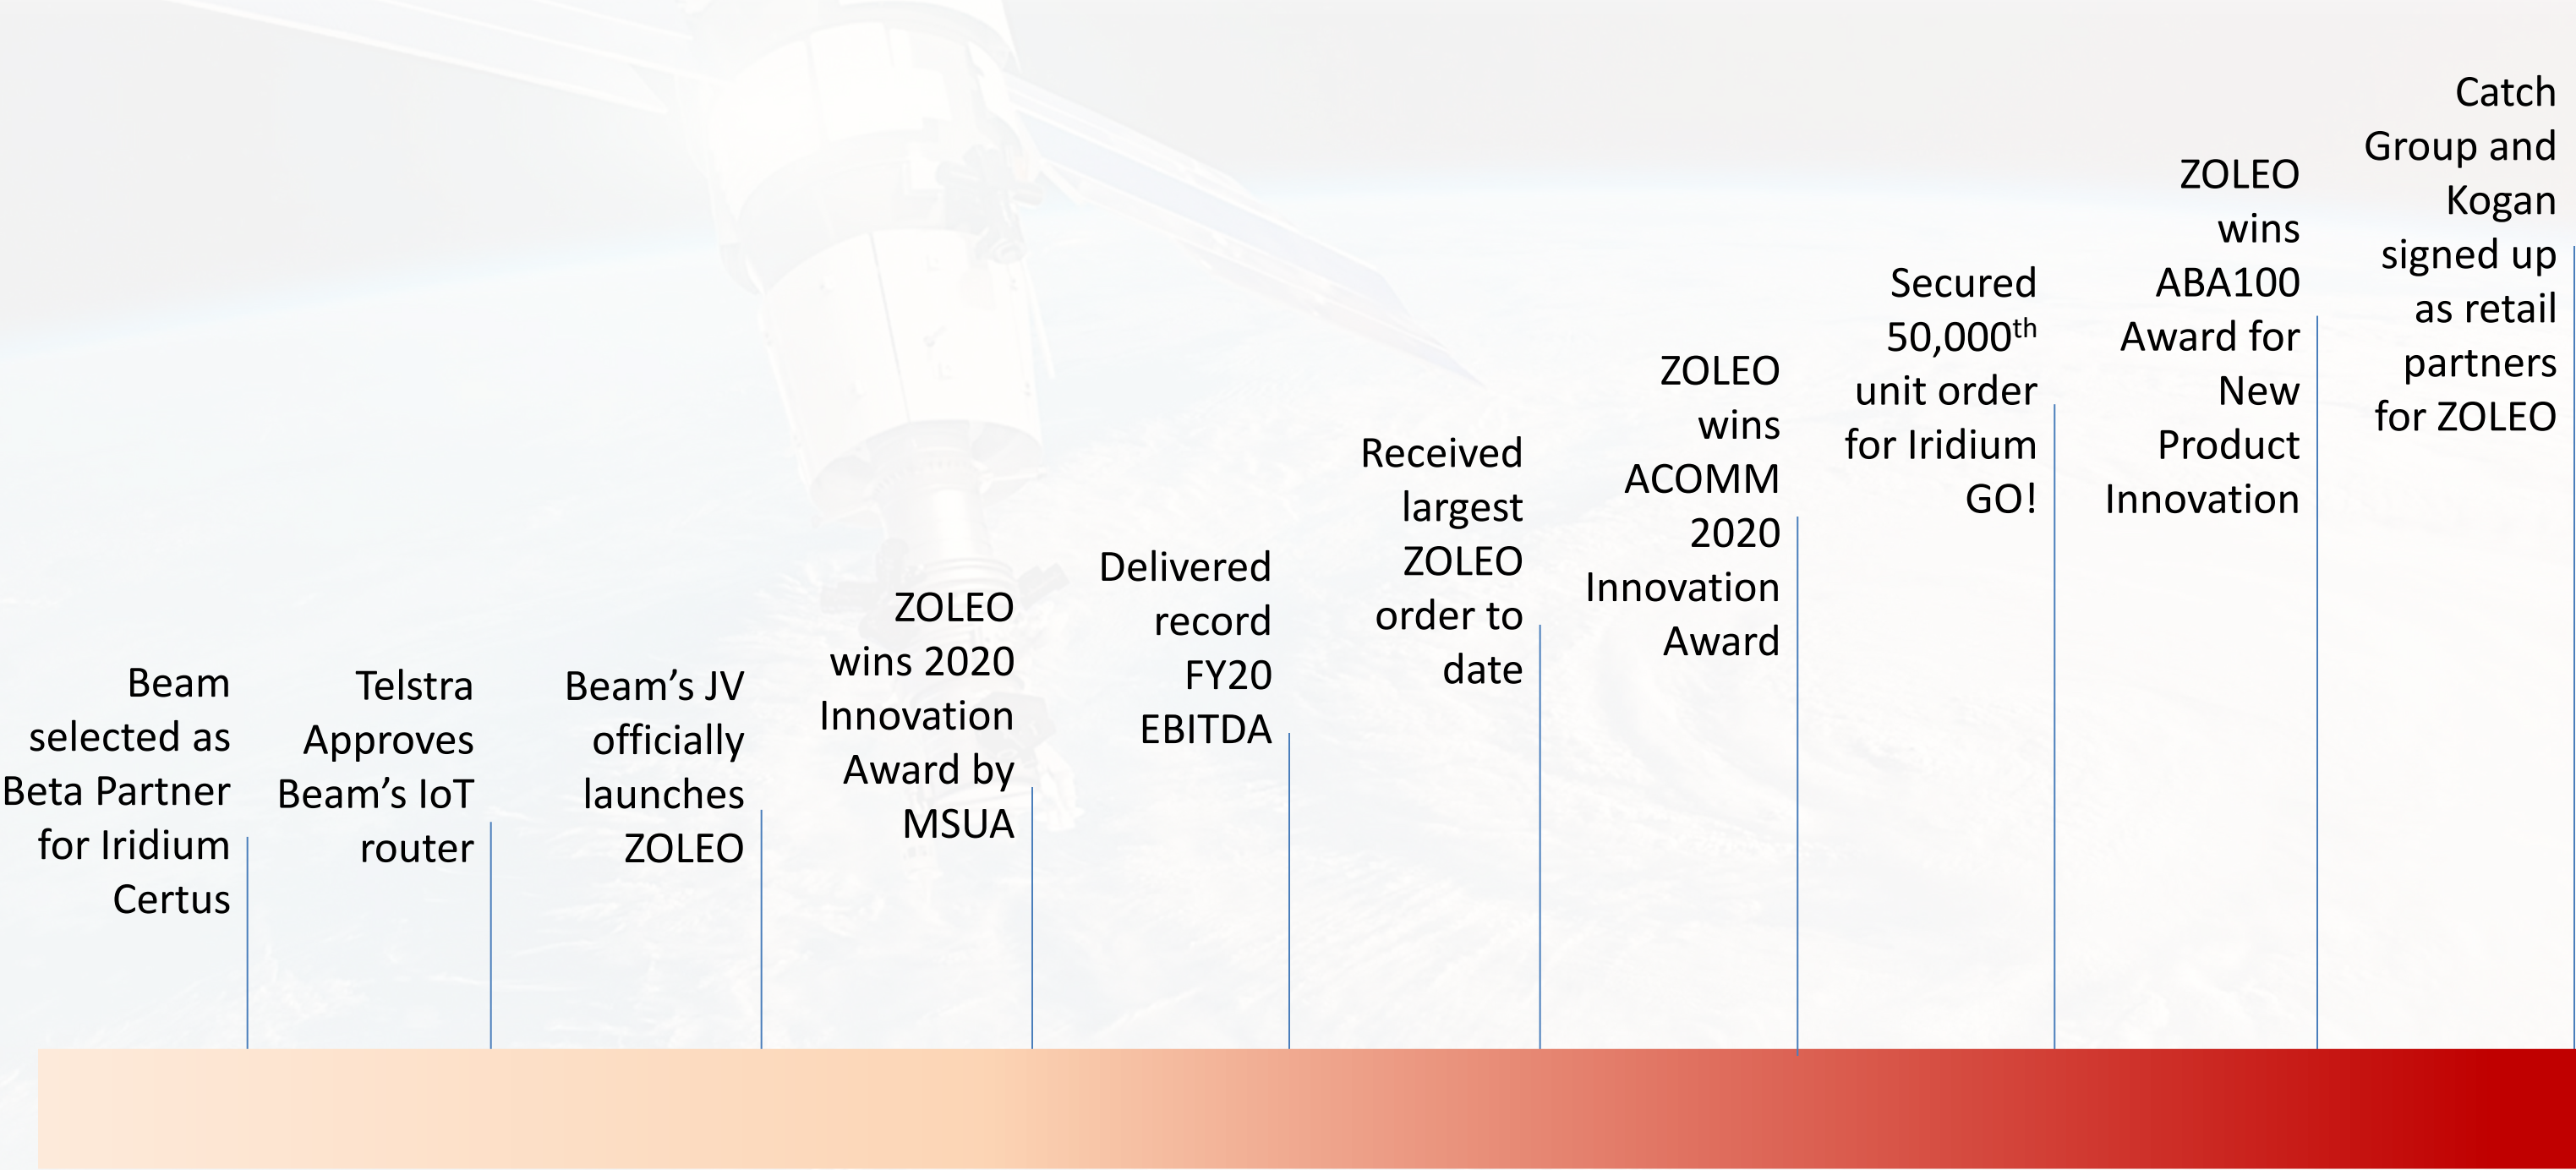 Beam
selected as
Beta Partner
for Iridium
Certus
Telstra
Approves
Beam’s IoT
router
Beam’s JV
officially
launches
ZOLEO
ZOLEO
wins 2020
Innovation
Award by
MSUA
Delivered
record
FY20
EBITDA
Received
largest
ZOLEO
order to
date
ZOLEO
wins
ACOMM
2020
Innovation
Award
Secured
50,000th
unit order
for Iridium
GO!
ZOLEO
wins
ABA100
Award for
New
Product
Innovation
Catch
Group and
Kogan
signed up
as retail
partners
for ZOLEO